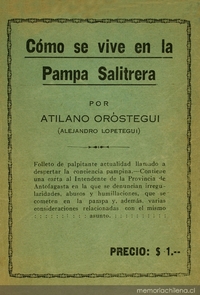 Cómo se vive en la
Pampa Salitrera
POR
ATILANO ORÒSTEGUI
(ALEJANDRO LOPETEGUI)
Folleto de palpitante actualidad llamado a
despertar la conciencia pampina.—Contiene
una carta al Intendente de la Provincia de
Antofagasta en la que se denuncian irregu-
laridades, abusos y humillaciones, que se
cometen en la pampa y, además, varias
consideraciones relacionadas con el mismo
asunto.
PRECIO: $ 1.--
memoriachilena.cl